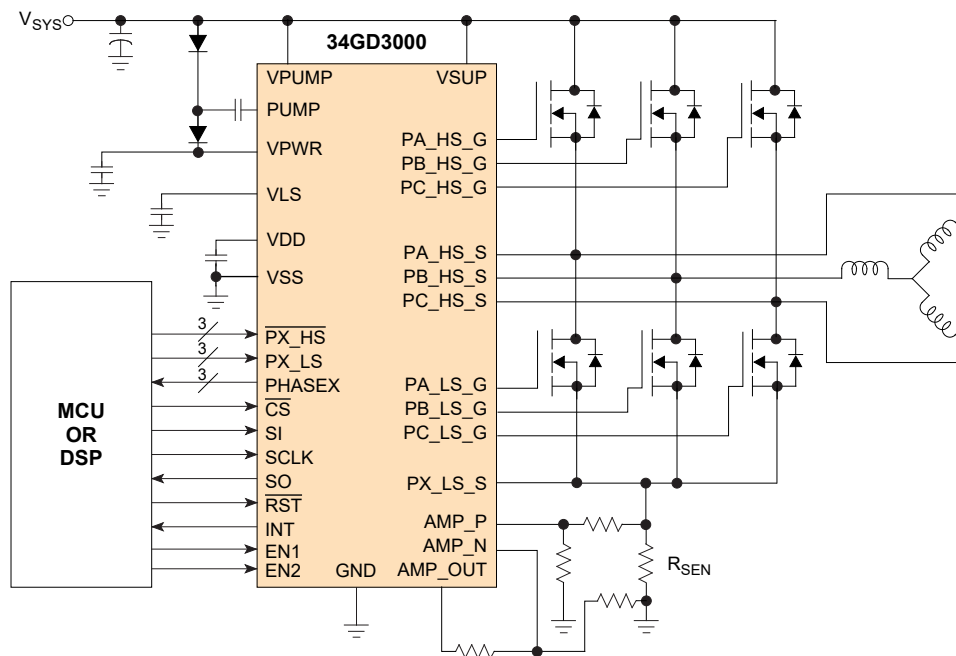 VSYS
34GD3000
VPUMP
VSUP
PUMP
VPWR
VLS
VDD
VSS
PA_HS_G
PB_HS_G
PC_HS_G
PA_HS_S
PB_HS_S
PC_HS_S
MCU
OR
DSP
3
3
3
PX_HS
PX_LS
PHASEX
CS
SI
SCLK
SO
RST
INT
EN1
EN2
GND
PA_LS_G
PB_LS_G
PC_LS_G
PX_LS_S
AMP_P
AMP_N
AMP_OUT
RSEN